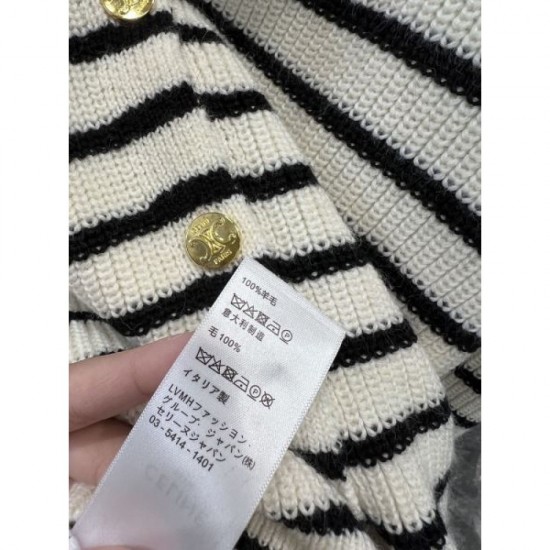 PARIS
100%羊毛
意大利制造
毛 100%
イタリア製
LVMHファッション.
グループ・ジャパン(株)
セリーヌジャパン
03-5414-1401